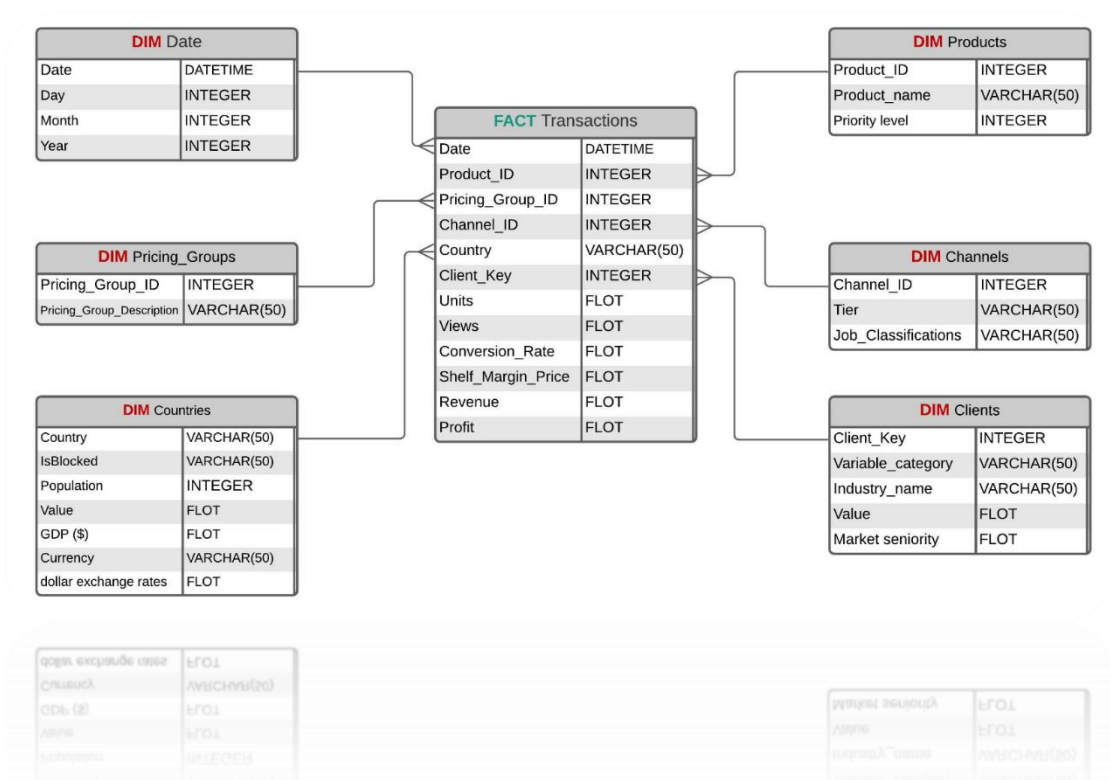 DIM Date
Date DATETIME
Day INTEGER
Month INTEGER
Year INTEGER
DIM Pricing_Groups
Pricing_Group_ID INTEGER
Pricing_Group_Description VARCHAR(50)
DIM Countries
Country VARCHAR(50)
IsBlocked VARCHAR(50)
Population INTEGER
Value FLOT
GDP ($) FLOT
Currency VARCHAR(50)
dollar exchange rates FLOT
FACT Transactions
Date DATETIME
Product_ID INTEGER
Pricing_Group_ID INTEGER
Channel_ID INTEGER
Country VARCHAR(50)
Client_Key INTEGER
Units FLOT
Views FLOT
Conversion_Rate FLOT
Shelf_Margin_Price FLOT
Revenue FLOT
Profit FLOT
DIM Products
Product_ID INTEGER
Product_name VARCHAR(50)
Priority level INTEGER
DIM Channels
Channel_ID INTEGER
Tier VARCHAR(50)
Job_Classifications VARCHAR(50)
DIM Clients
Client_Key INTEGER
Variable_category VARCHAR(50)
Industry_name VARCHAR(50)
Value FLOT
Market seniority FLOT